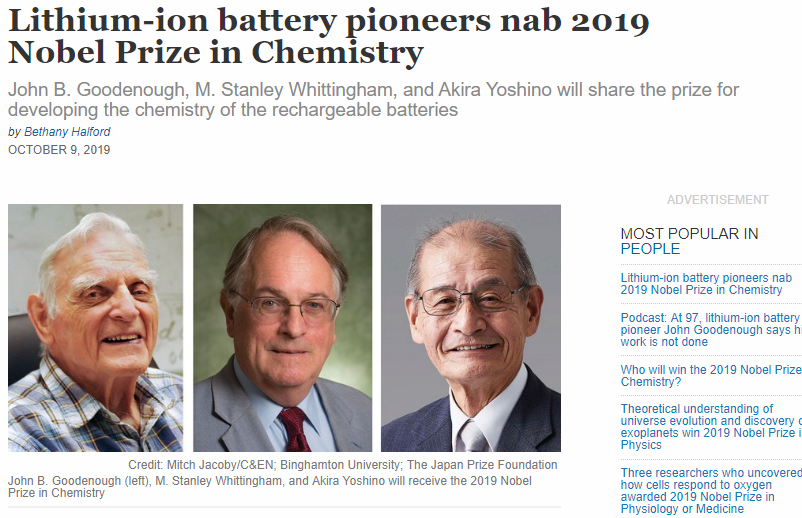 Lithium-ion battery pioneers nab 2019
Nobel Prize in Chemistry
John B. Goodenough, M. Stanley Whittingham, and Akira Yoshino will share the prize for
developing the chemistry of the rechargeable batteries
by Bethany Halford
OCTOBER 9, 2019
Credit: Mitch Jacoby/C&EN; Binghamton University; The Japan Prize Foundation
John B. Goodenough (left), M. Stanley Whittingham, and Akira Yoshino will receive the 2019 Nobel
Prize in Chemistry
ADVERTISEMENT
MOST POPULAR IN
PEOPLE
Lithium-ion battery pioneers nab
2019 Nobel Prize in Chemistry
Podcast: At 97, lithium-ion battery
pioneer John Goodenough says
work is not done
Who will win the 2019 Nobel Prize
Chemistry?
Theoretical understanding of
universe evolution and discovery
exoplanets win 2019 Nobel Prize
Physics
Three researchers who uncovered
how cells respond to oxygen
awarded 2019 Nobel Prize in
Physiology or Medicine